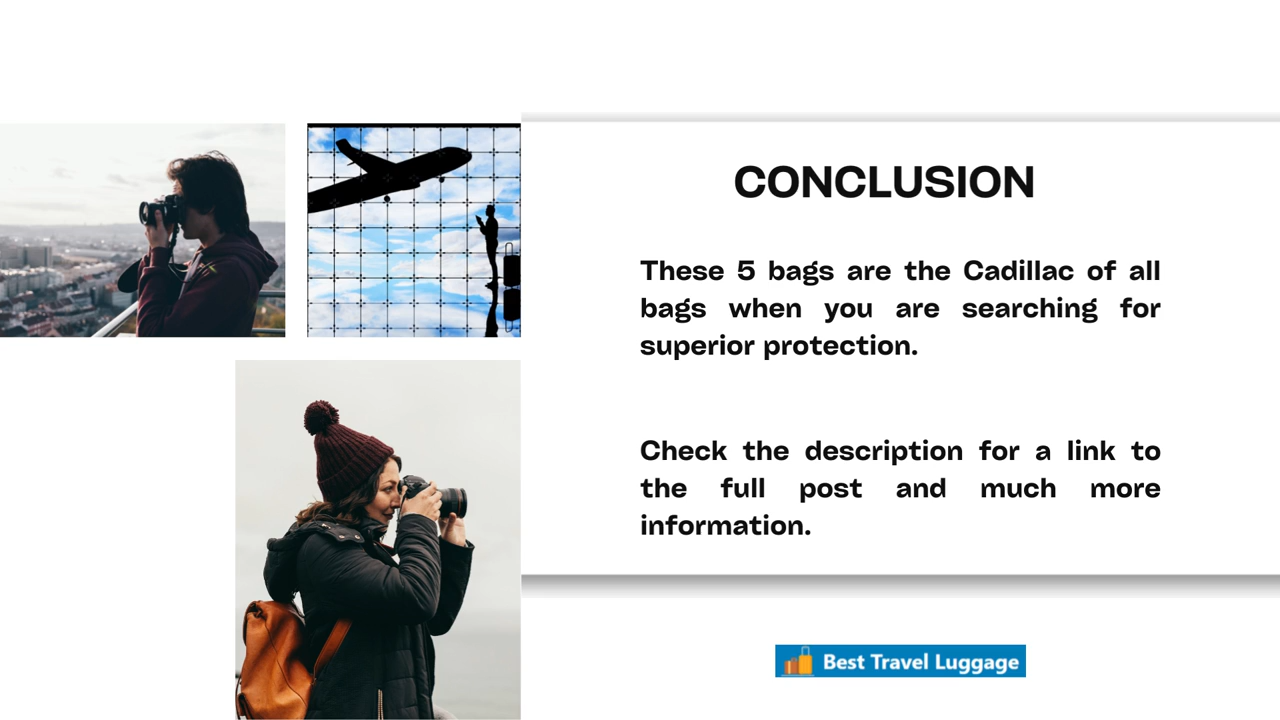 CONCLUSION
These 5 bags are the Cadillac of all
bags when you are searching for
superior protection.
Check the description for a link to
the full post and much more
information.
Best Travel Luggage